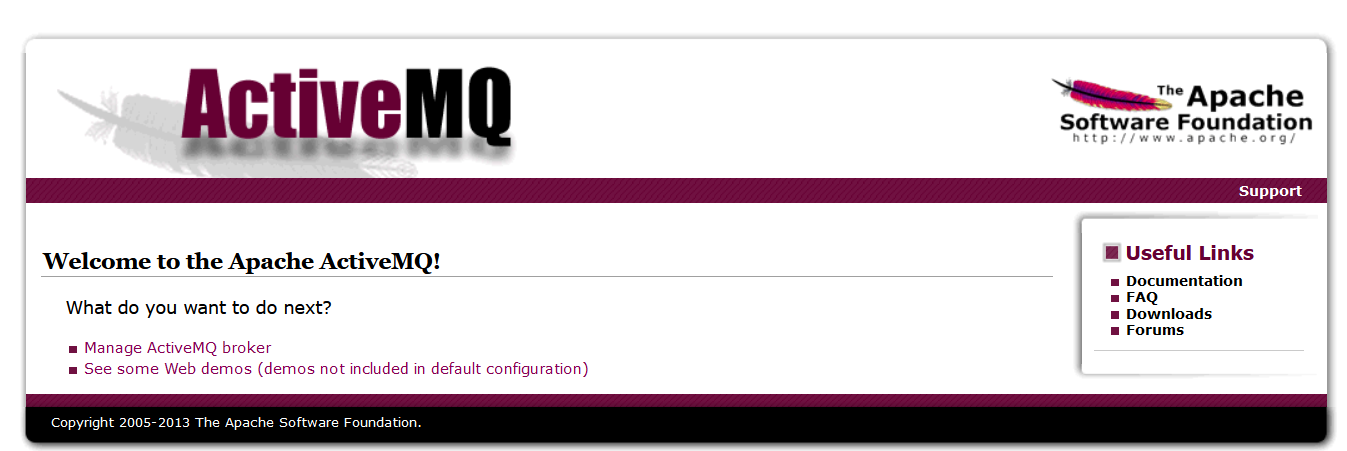 ActiveMQ
The Apache
Software Foundation
http://www.apache.org/
Support
Welcome to the Apache ActiveMQ!
What do you want to do next?
Manage ActiveMQ broker
See some Web demos (demos not included in default configuration)
Useful Links
Documentation
FAQ
Downloads
Forums
Copyright 2005-2013 The Apache Software Foundation.